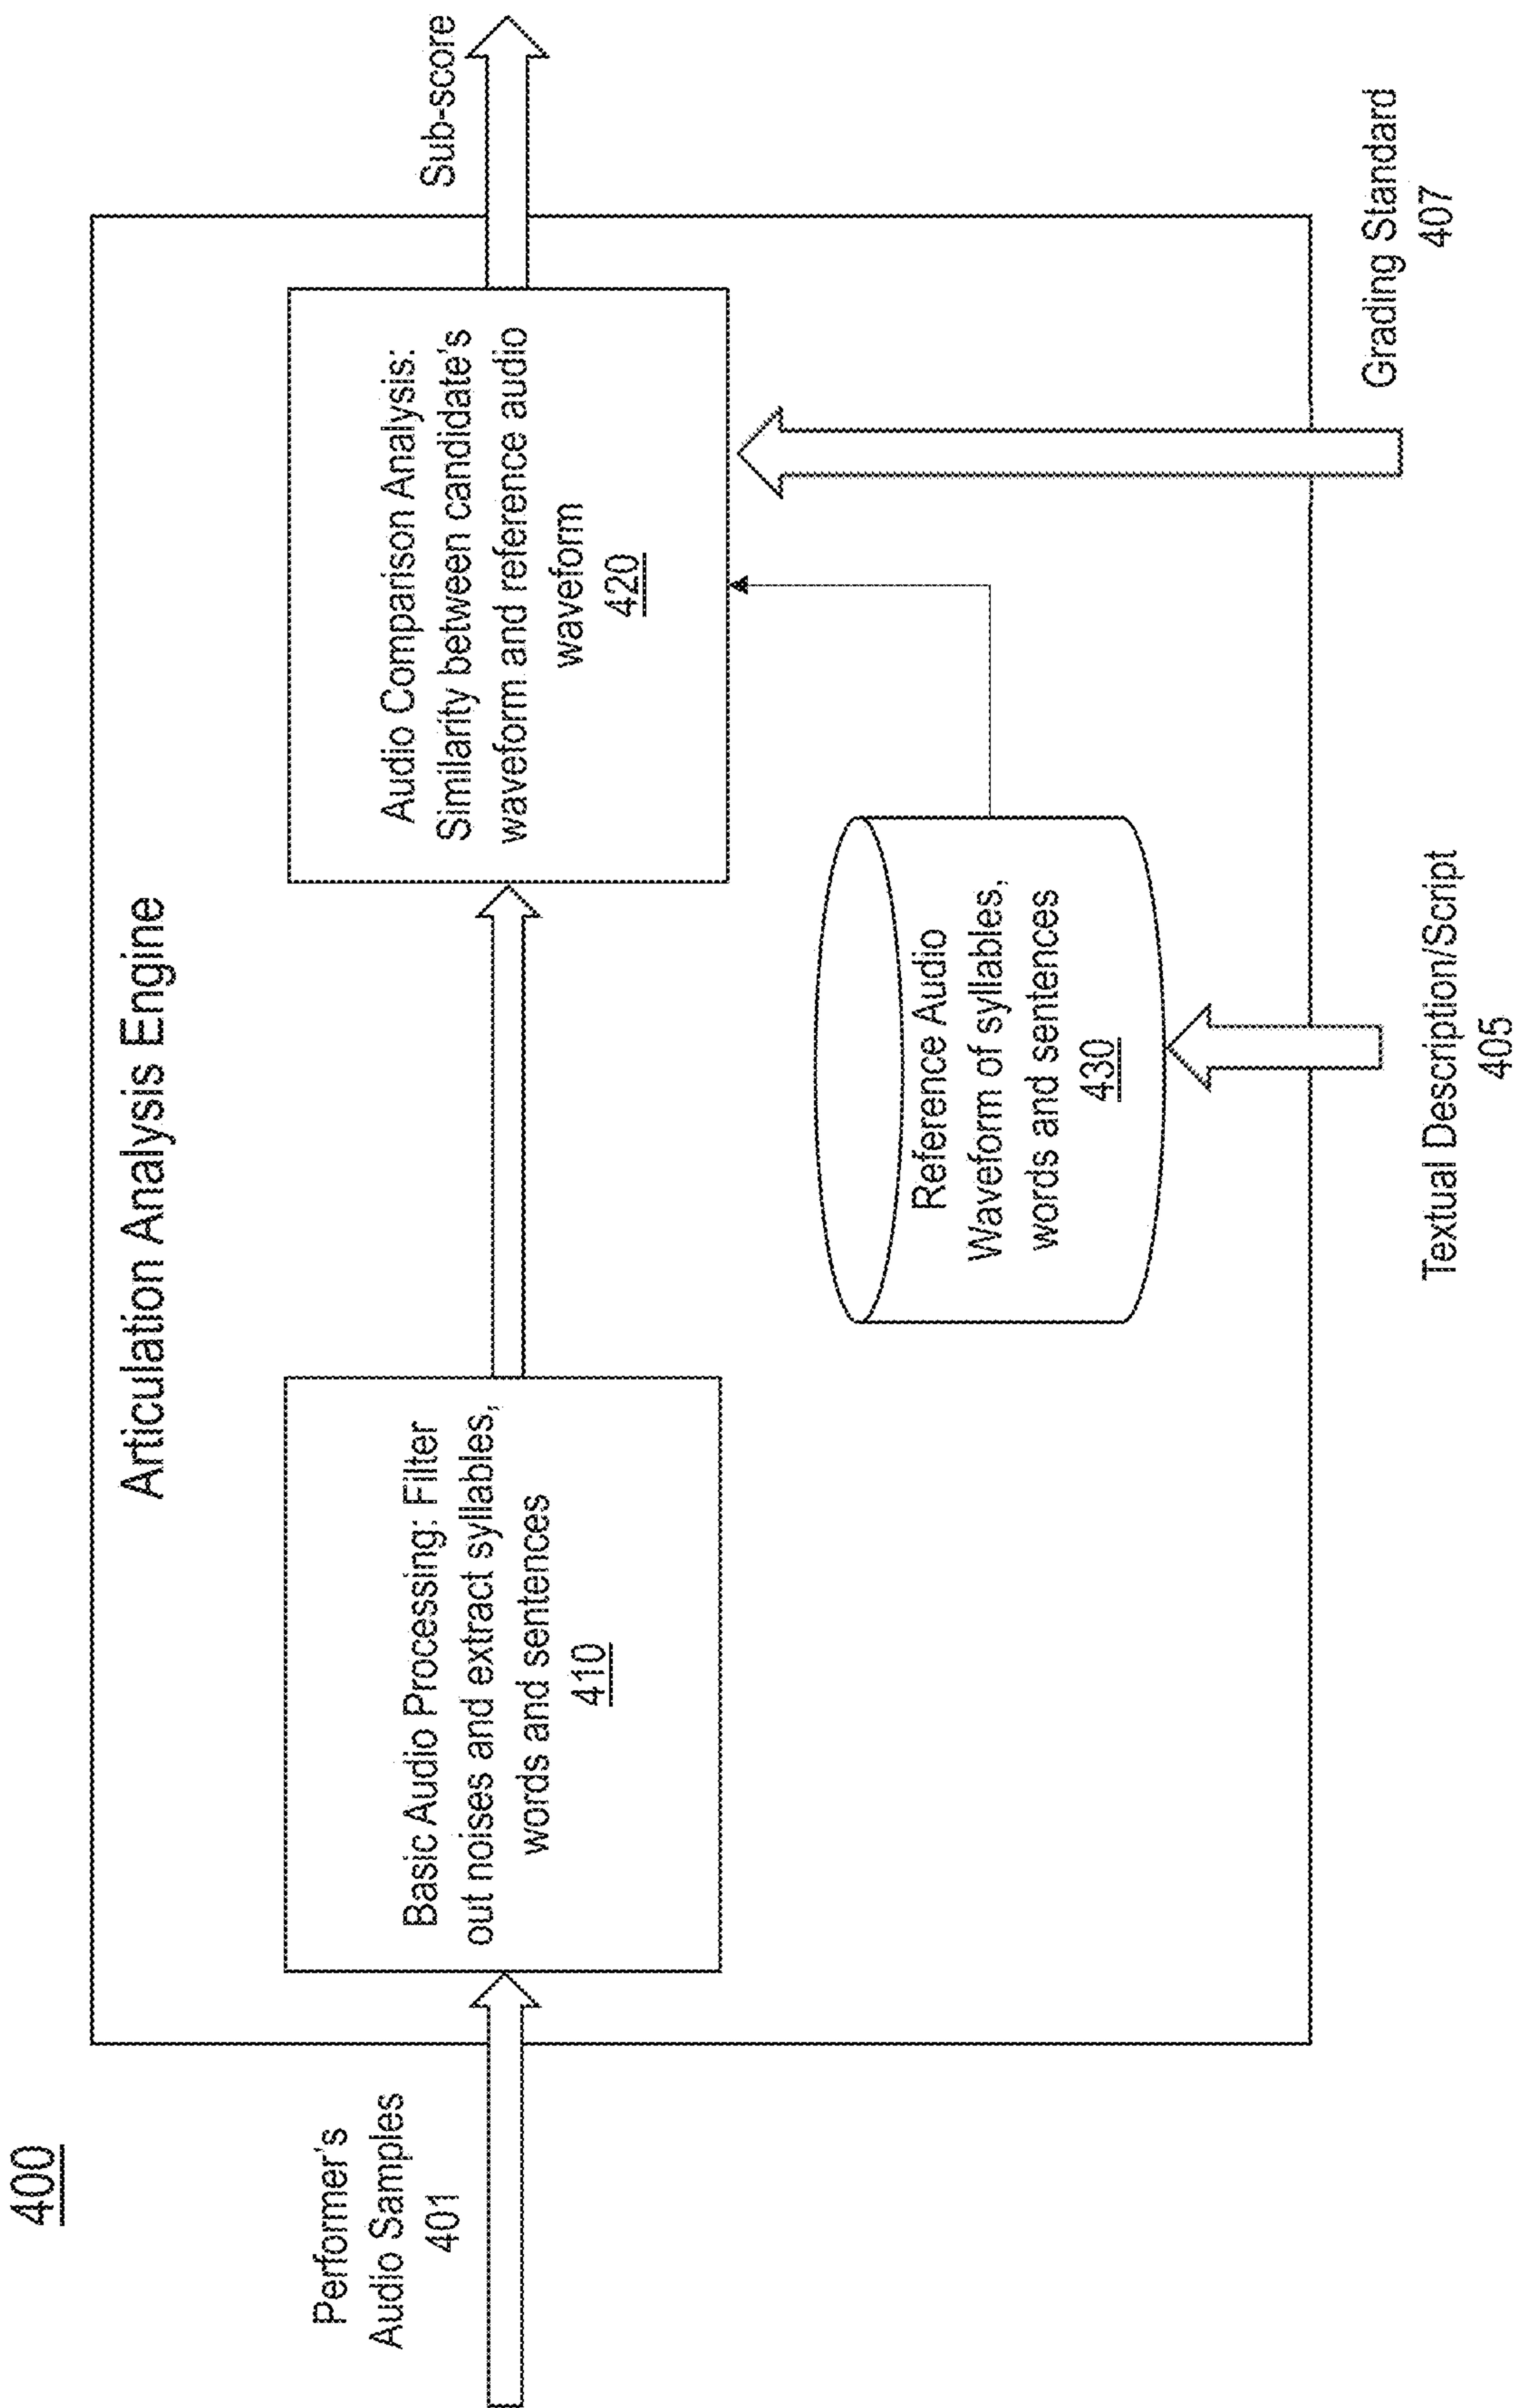 400
Articulation Analysis Engine
Performer's
Audio Samples
401
Basic Audio Processing: Filter
out noises and extract syllables,
words and sentences
410
Audio Comparison Analysis:
Similarity between candidate's
waveform and reference audio
waveform
420
Sub-score
Reference Audio
Waveform of syllables,
words and sentences
430
Textual Description/Script
405
Grading Standard
407